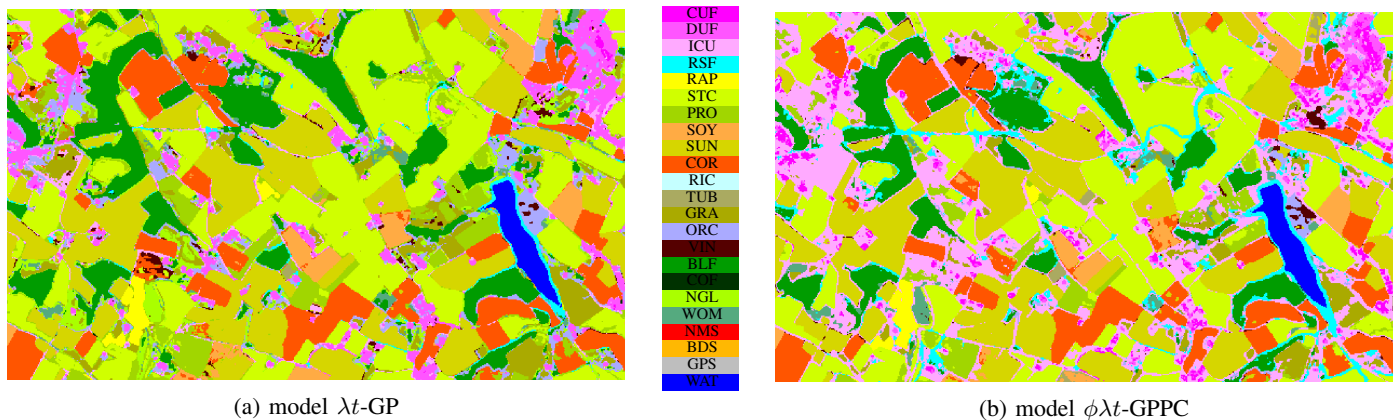 CUF
DUF
ICU
RSF
RAP
STC
PRO
SOY
SUN
COR
RIC
TUB
GRA
ORC
VIN
BLF
COF
NGL
WOM
NMS
BDS
GPS
WAT
(a) model λt-GP
(b) model ϕλt-GPPC